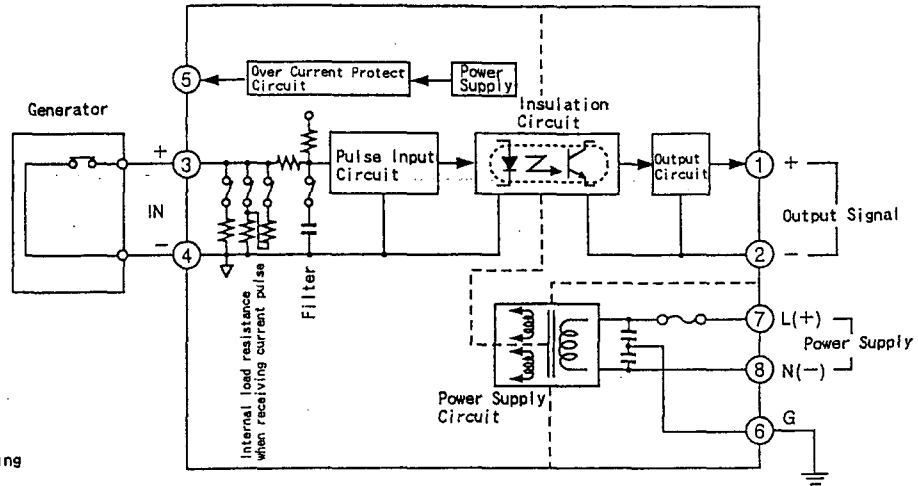 5
Over Current Protect
Circuit
Power
Supply
Generator
Insulation
Circuit
+
3
Pulse Input
Circuit
Output
Circuit
1
+
IN
Output Signal
-
4
2
-
Internal load resistance
when receiving current pulse
Filter
7
L(+)
Power Supply
8
N(-)
Power Supply
Circuit
6
G
ing